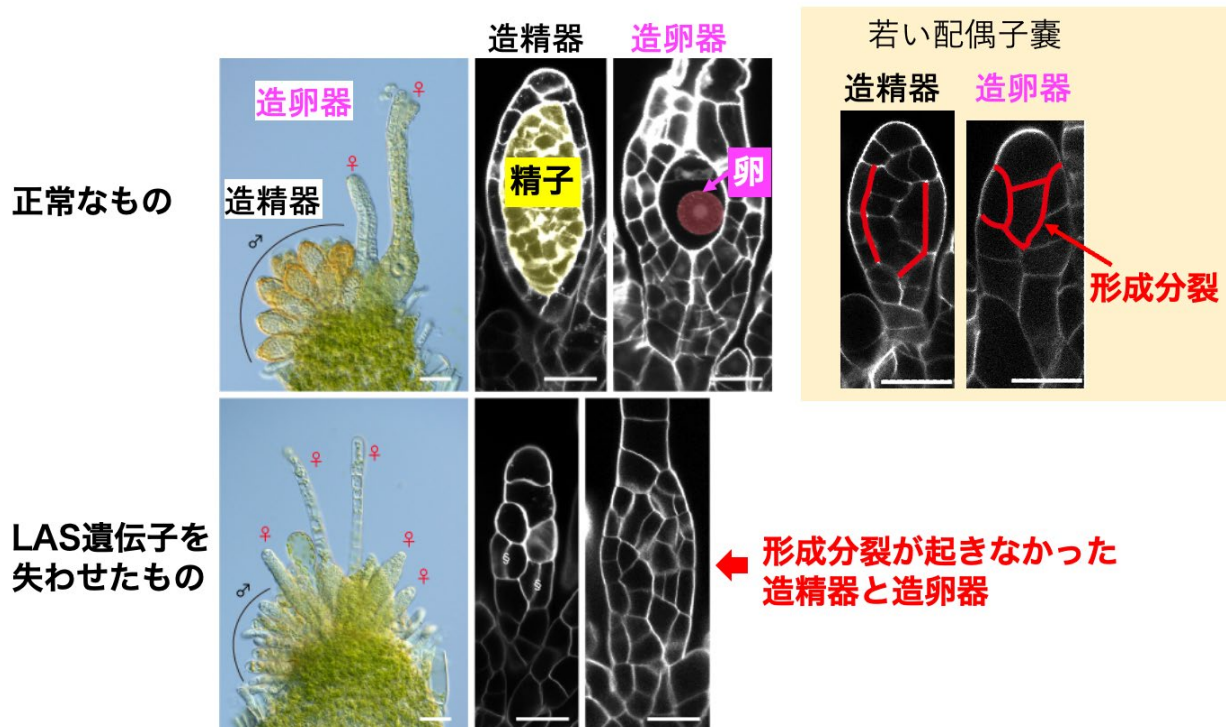 造精器
造卵器
若い配偶子嚢
造精器
造卵器
正常なもの
造卵器
♀
♀
造精器
♂
精子
卵
形成分裂
LAS遺伝子を
失わせたもの
♀
♀
♀
♀
♀
♂
§
§
形成分裂が起きなかった
造精器と造卵器